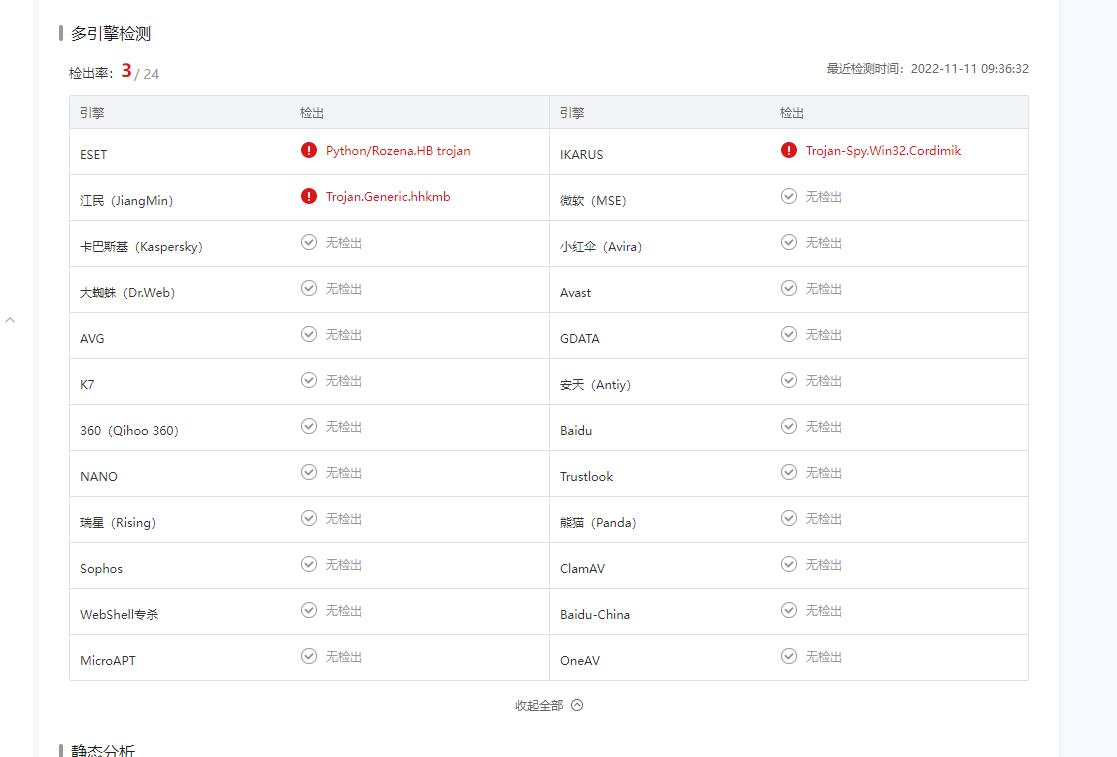 多引擎检测
检出率：3 / 24
最近检测时间：2022-11-11 09:36:32
引擎 检出 引擎 检出
ESET Python/Rozena.HB trojan IKARUS Trojan-Spy.Win32.Cordimik
江民（JiangMin） Trojan.Generic.hhkmb 微软（MSE） 无检出
卡巴斯基（Kaspersky） 无检出 小红伞（Avira） 无检出
大蜘蛛（Dr.Web） 无检出 Avast 无检出
AVG 无检出 GDATA 无检出
K7 无检出 安天（Antiy） 无检出
360（Qihoo 360） 无检出 Baidu 无检出
NANO 无检出 Trustlook 无检出
瑞星（Rising） 无检出 熊猫（Panda） 无检出
Sophos 无检出 ClamAV 无检出
WebShell专杀 无检出 Baidu-China 无检出
MicroAPT 无检出 OneAV 无检出
收起全部
静态分析